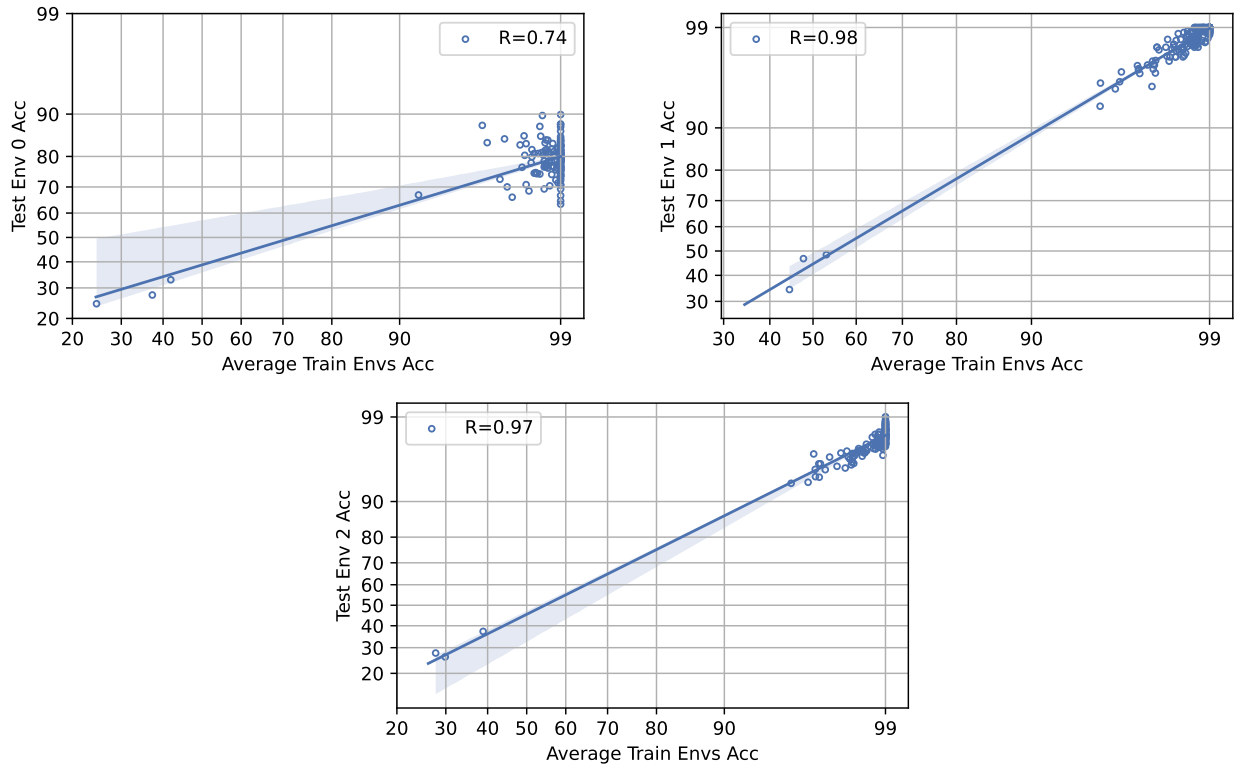 99
90
80
70
60
50
40
30
20
Test Env 0 Acc
R=0.74
20 30 40 50 60 70 80 90 99
Average Train Envs Acc
99
90
80
70
60
50
40
30
Test Env 1 Acc
R=0.98
30 40 50 60 70 80 90 99
Average Train Envs Acc
99
90
80
70
60
50
40
30
20
Test Env 2 Acc
R=0.97
20 30 40 50 60 70 80 90 99
Average Train Envs Acc